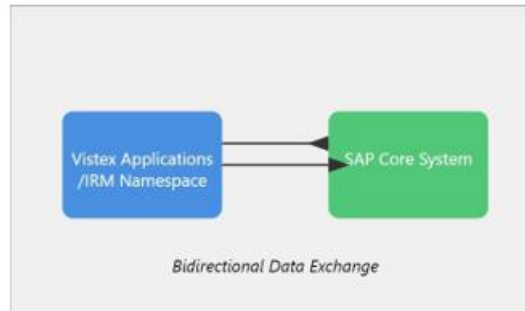 Vistex Applications
/IRM Namespace
SAP Core System
Bidirectional Data Exchange